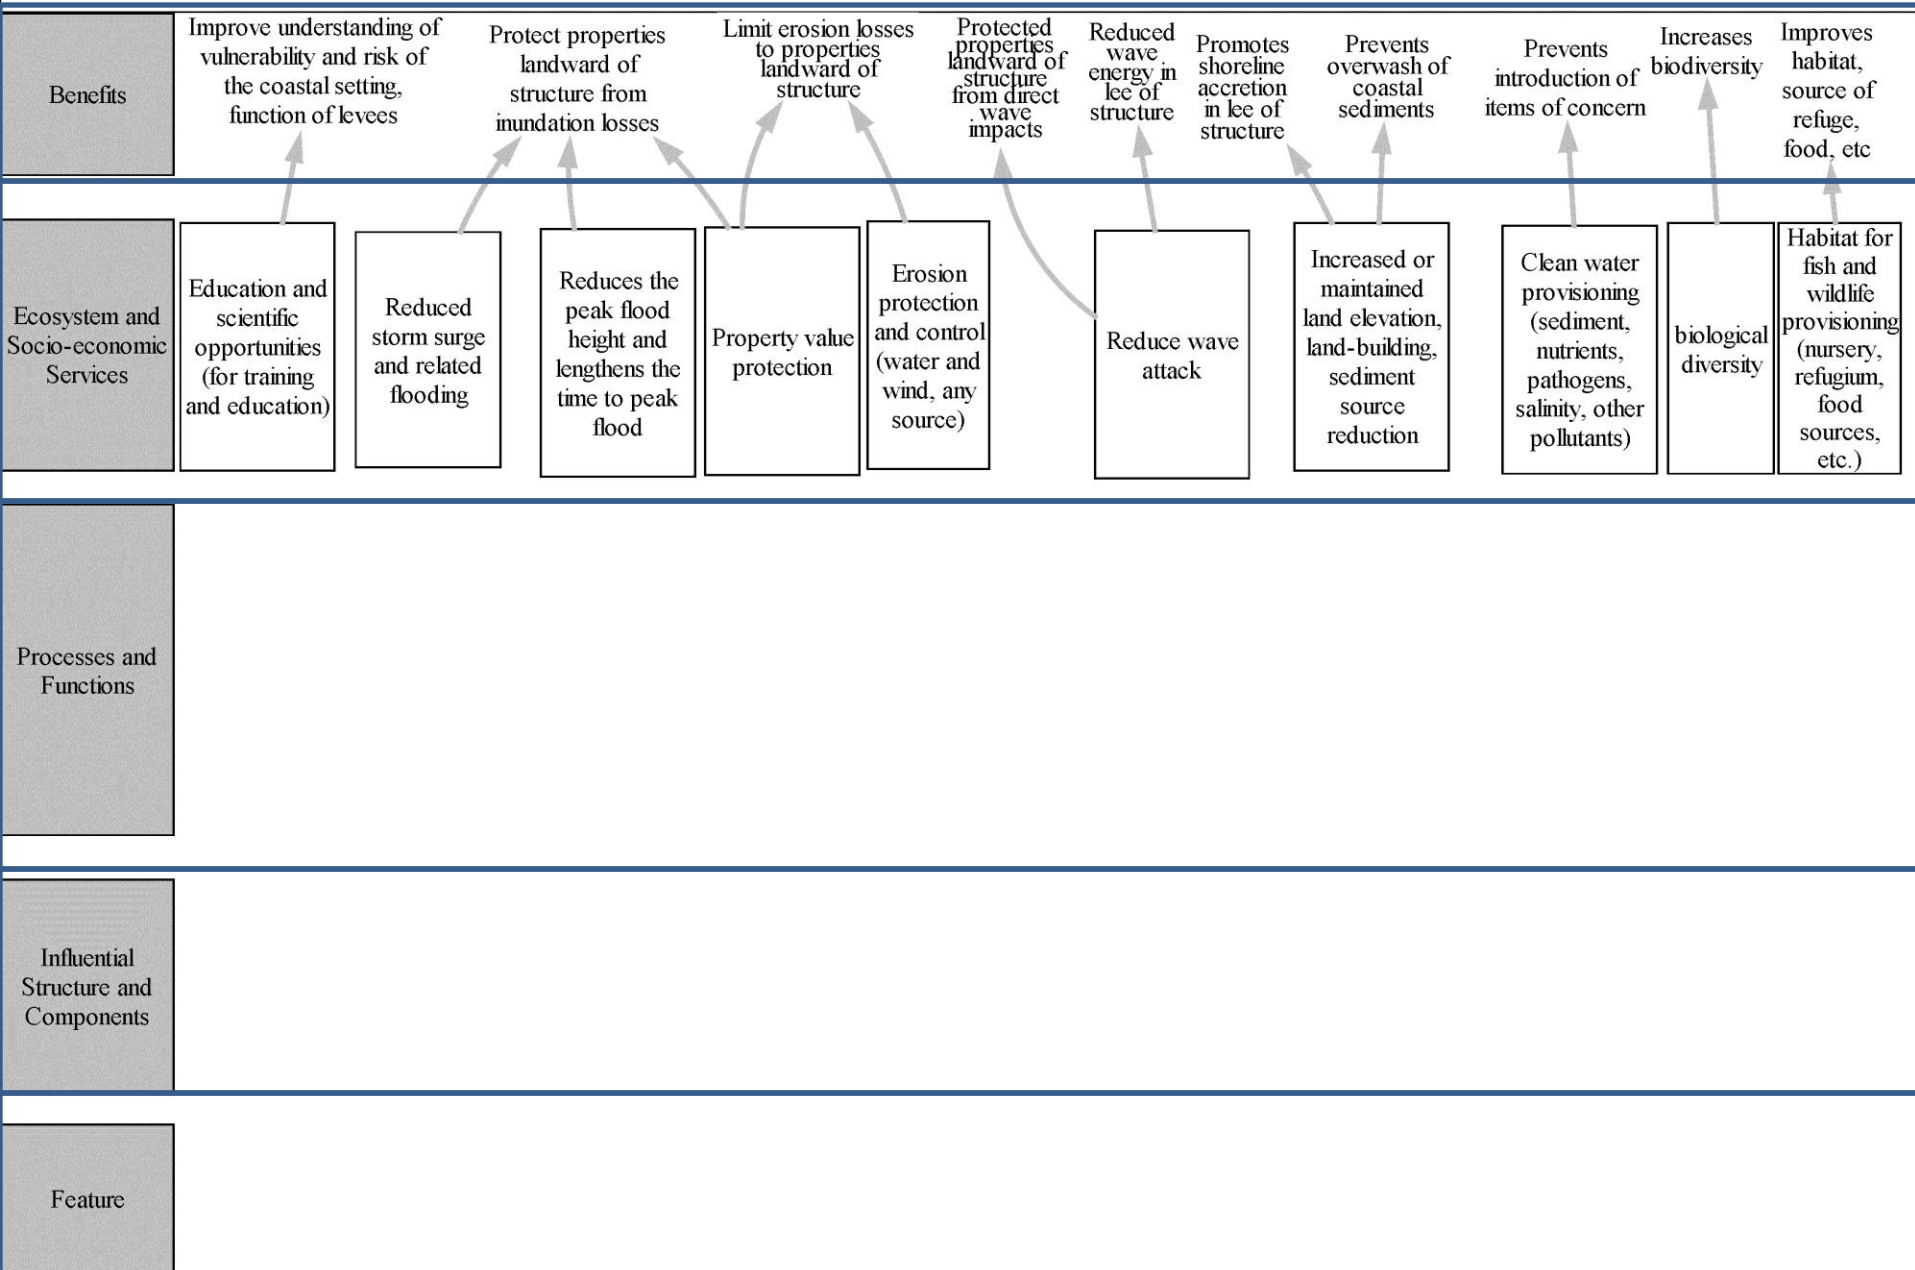 Benefits
Improve understanding of
vulnerability and risk of
the coastal setting,
function of levees
Protect properties
landward of
structure from
inundation losses
Limit erosion losses
to properties
landward of
structure
Protected
properties
landward of
structure
from direct
wave
impacts
Reduced
wave
energy in
lee of
structure
Promotes
shoreline
accretion
in lee of
structure
Prevents
overwash of
coastal
sediments
Prevents
introduction of
items of concern
Increases
biodiversity
Improves
habitat,
source of
refuge,
food, etc
Ecosystem and
Socio-economic
Services
Education and
scientific
opportunities
(for training
and education)
Reduced
storm surge
and related
flooding
Reduces the
peak flood
height and
lengthens the
time to peak
flood
Property value
protection
Erosion
protection
and control
(water and
wind, any
source)
Reduce wave
attack
Increased or
maintained
land elevation,
land-building,
sediment
source
reduction
Clean water
provisioning
(sediment,
nutrients,
pathogens,
salinity, other
pollutants)
biological
diversity
Habitat for
fish and
wildlife
provisioning
(nursery,
refugium,
food
sources,
etc.)
Processes and
Functions
Influential
Structure and
Components
Feature